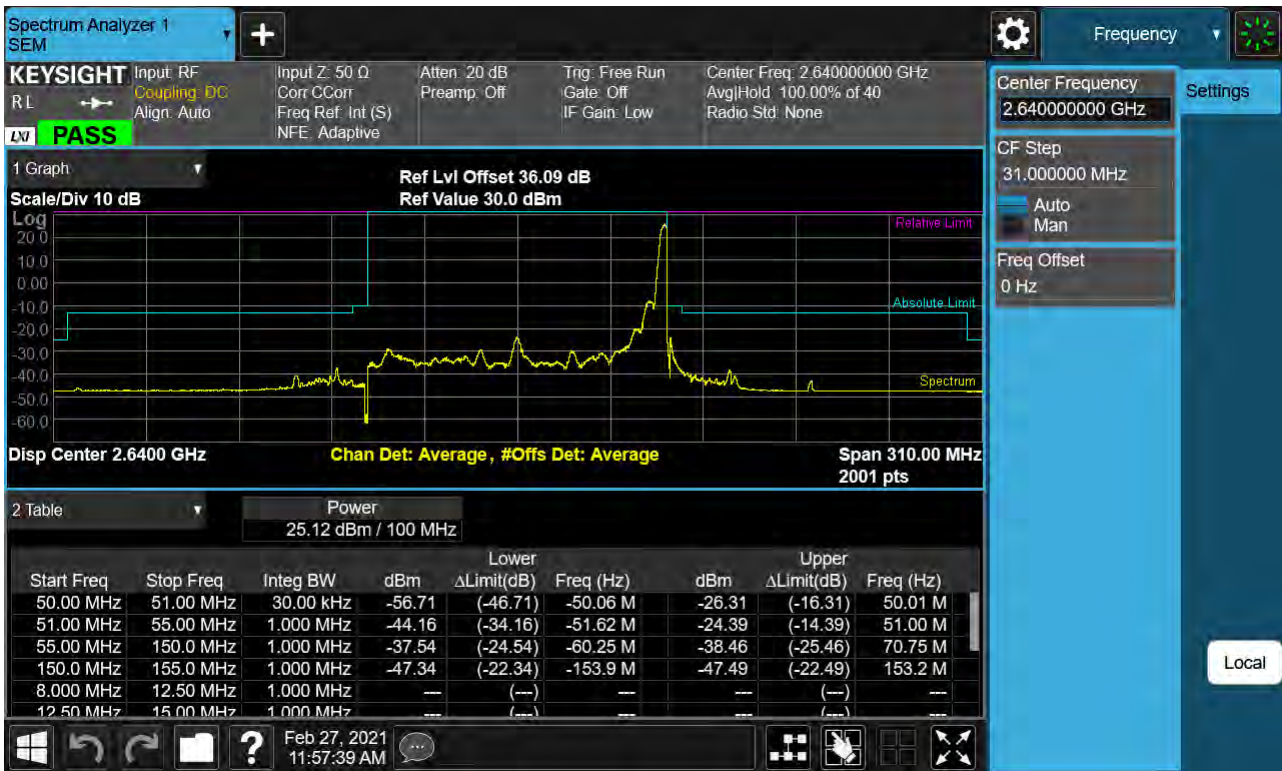 Spectrum Analyzer 1
SEM
Frequency
KEYSIGHT
R L
LXI
PASS
Input: RF
Coupling: DC
Align: Auto
Input Z: 50 Ω
Corr CCorr
Freq Ref: Int (S)
NFE: Adaptive
Atten: 20 dB
Preamp: Off
Trig: Free Run
Gate: Off
IF Gain: Low
Center Freq: 2.640000000 GHz
Avg|Hold: 100.00% of 40
Radio Std: None
Center Frequency
2.640000000 GHz
Settings
CF Step
31.000000 MHz
Auto
Man
Freq Offset
0 Hz
Local
1 Graph
Scale/Div 10 dB
Ref Lvl Offset 36.09 dB
Ref Value 30.0 dBm
Log
20.0
10.0
0.00
-10.0
-20.0
-30.0
-40.0
-50.0
-60.0
Relative Limit
Absolute Limit
Spectrum
Disp Center 2.6400 GHz
Chan Det: Average, #Offs Det: Average
Span 310.00 MHz
2001 pts
2 Table
Power
25.12 dBm / 100 MHz
Lower Upper
Start Freq Stop Freq Integ BW dBm ΔLimit(dB) Freq (Hz) dBm ΔLimit(dB) Freq (Hz)
50.00 MHz 51.00 MHz 30.00 kHz -56.71 (-46.71) -50.06 M -26.31 (-16.31) 50.01 M
51.00 MHz 55.00 MHz 1.000 MHz -44.16 (-34.16) -51.62 M -24.39 (-14.39) 51.00 M
55.00 MHz 150.0 MHz 1.000 MHz -37.54 (-24.54) -60.25 M -38.46 (-25.46) 70.75 M
150.0 MHz 155.0 MHz 1.000 MHz -47.34 (-22.34) -153.9 M -47.49 (-22.49) 153.2 M
8.000 MHz 12.50 MHz 1.000 MHz --- (---) --- --- (---) ---
12.50 MHz 15.00 MHz 1.000 MHz --- (---) --- --- (---) ---
?
Feb 27, 2021
11:57:39 AM